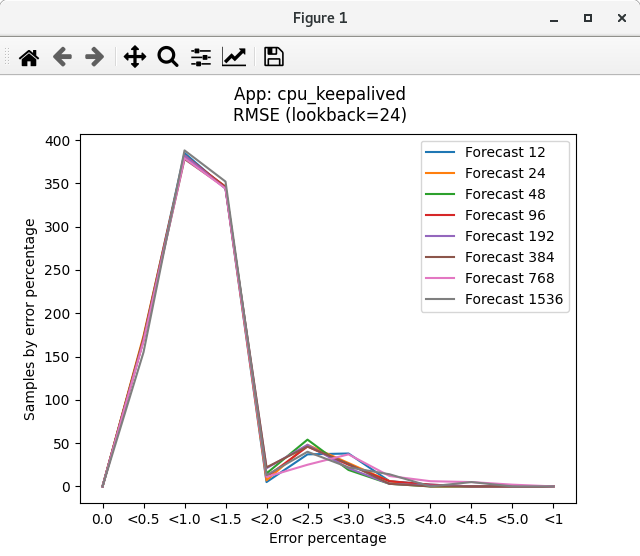 Figure 1
App: cpu_keepalived
RMSE (lookback=24)
Samples by error percentage
400
350
300
250
200
150
100
50
0
Forecast 12
Forecast 24
Forecast 48
Forecast 96
Forecast 192
Forecast 384
Forecast 768
Forecast 1536
0.0 <0.5 <1.0 <1.5 <2.0 <2.5 <3.0 <3.5 <4.0 <4.5 <5.0 <1
Error percentage